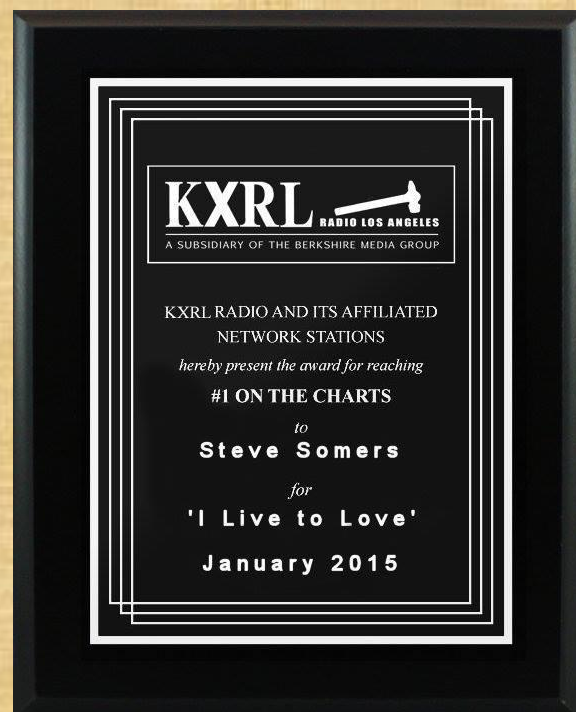 KXRL
RADIO LOS ANGELES
A SUBSIDIARY OF THE BERKSHIRE MEDIA GROUP
KXRL RADIO AND ITS AFFILIATED
NETWORK STATIONS
hereby present the award for reaching
#1 ON THE CHARTS
to
Steve Somers
for
'I Live to Love'
January 2015